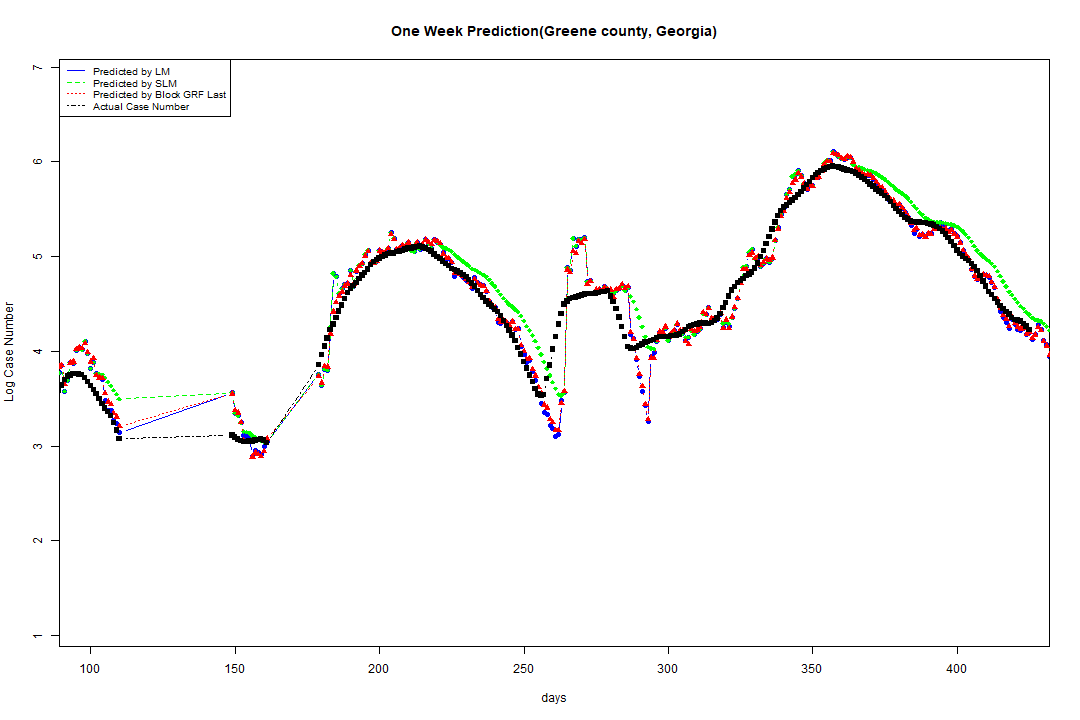 One Week Prediction(Greene county, Georgia)
Predicted by LM
Predicted by SLM
Predicted by Block GRF Last
Actual Case Number
7
6
5
4
3
2
1
Log Case Number
100 150 200 250 300 350 400
days